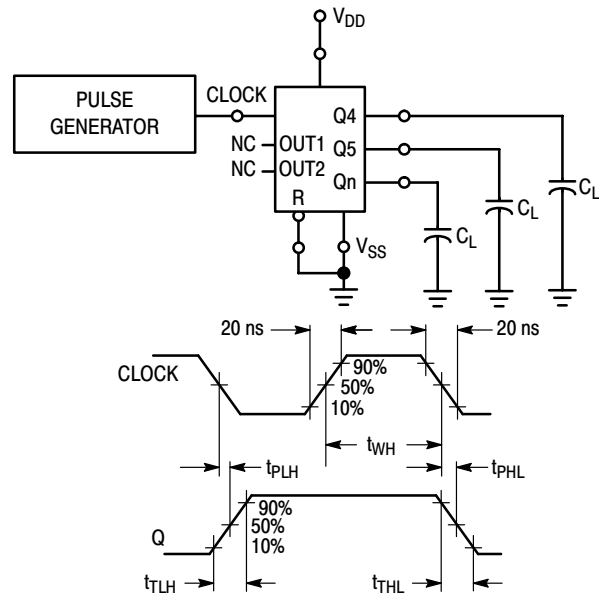 VDD
PULSE
GENERATOR
CLOCK
NC
OUT1
NC
OUT2
R
Q4
Q5
Qn
VSS
CL
CL
CL
20 ns
20 ns
CLOCK
90%
50%
10%
tWH
tPLH
tPHL
Q
90%
50%
10%
tTLH
tTHL